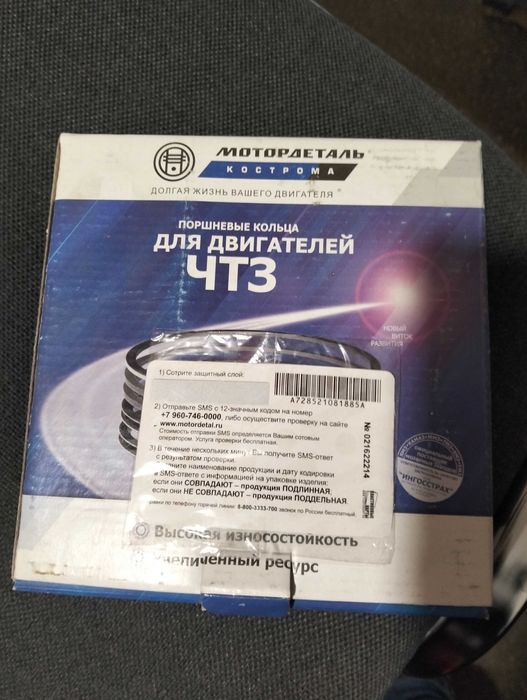 МОТОРДЕТАЛЬ
КОСТРОМА
ДОЛГАЯ ЖИЗНЬ ВАШЕГО ДВИГАТЕЛЯ
ПОРШНЕВЫЕ КОЛЬЦА
ДЛЯ ДВИГАТЕЛЕЙ
ЧТЗ
НОВЫЙ
ВИТОК
РАЗВИТИЯ
1) Сотрите защитный слой:
A728521081885A
2) Отправьте SMS с 12-значным кодом на номер
+7 960-746-0000, либо осуществите проверку на сайте
www.motordetal.ru
Стоимость отправки SMS определяется Вашим сотовым
оператором. Услуга проверки бесплатная.
№ 021622214
3) В течение нескольких минут Вы получите SMS-ответ
с результатом проверки.
наименование продукции и дату кодировки
в SMS-ответе с информацией на упаковке изделия:
если они СОВПАДАЮТ – продукция ПОДЛИННАЯ,
если они НЕ СОВПАДАЮТ – продукция ПОДДЕЛЬНАЯ
по телефону горячей линии: 8-800-3333-700 звонок по России бесплатный
"ИНГОССТРАХ"
Высокая износостойкость
Увеличенный ресурс